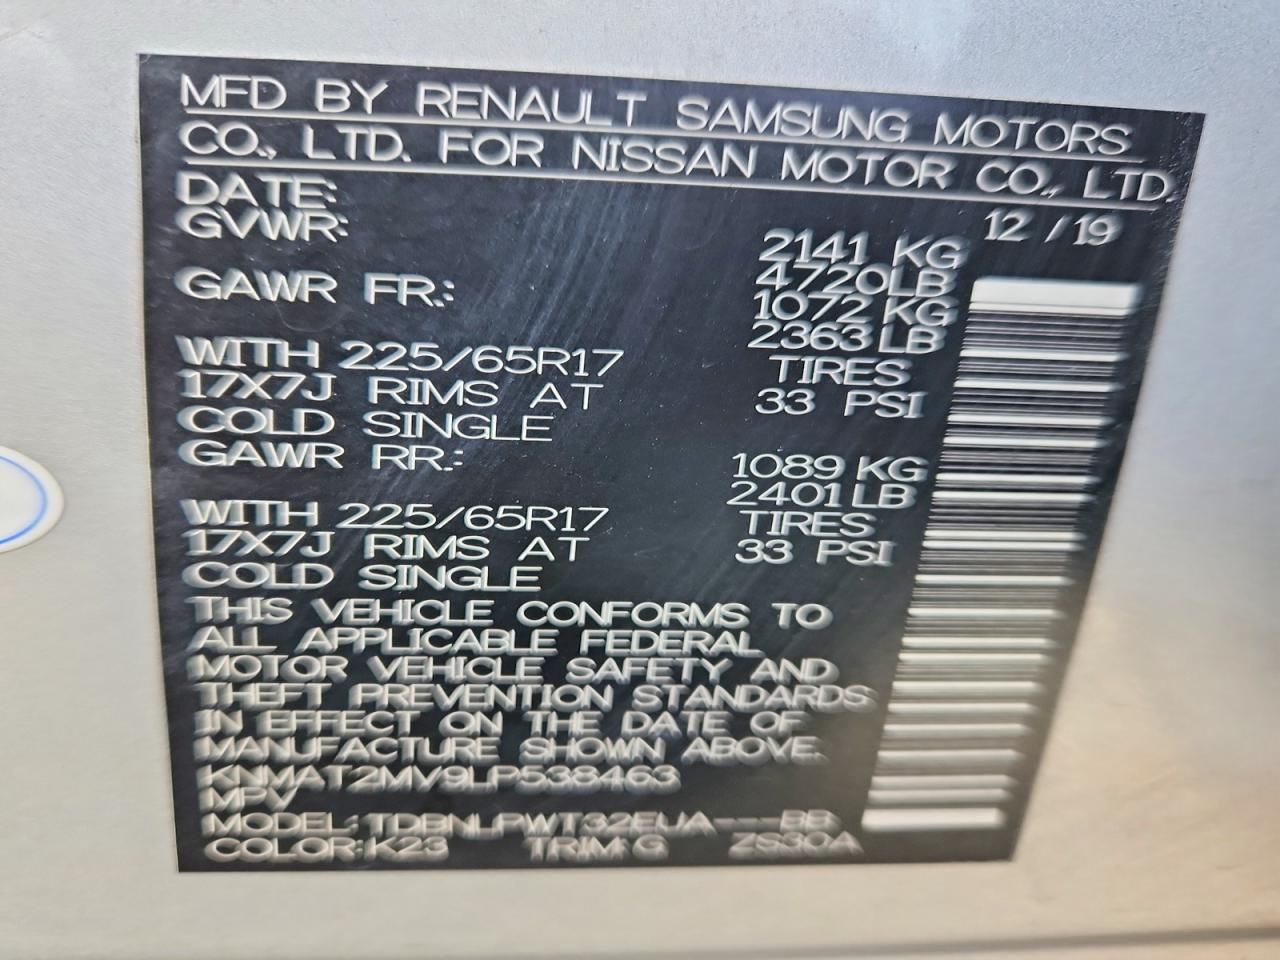 MFD BY RENAULT SAMSUNG MOTORS
CO., LTD. FOR NISSAN MOTOR CO., LTD.
DATE: 12 / 19
GVWR: 2141 KG
4720LB
GAWR FR.: 1072 KG
2363 LB
WITH 225/65R17 TIRES
17X7J RIMS AT 33 PSI
COLD SINGLE
GAWR RR.: 1089 KG
2401 LB
WITH 225/65R17 TIRES
17X7J RIMS AT 33 PSI
COLD SINGLE
THIS VEHICLE CONFORMS TO
ALL APPLICABLE FEDERAL
MOTOR VEHICLE SAFETY AND
THEFT PREVENTION STANDARDS
IN EFFECT ON THE DATE OF
MANUFACTURE SHOWN ABOVE.
KNMAT2MV9LP538463
MPV
MODEL: TDBNLPWT32EUA---BB
COLOR: K23 TRIM: G ZS30A